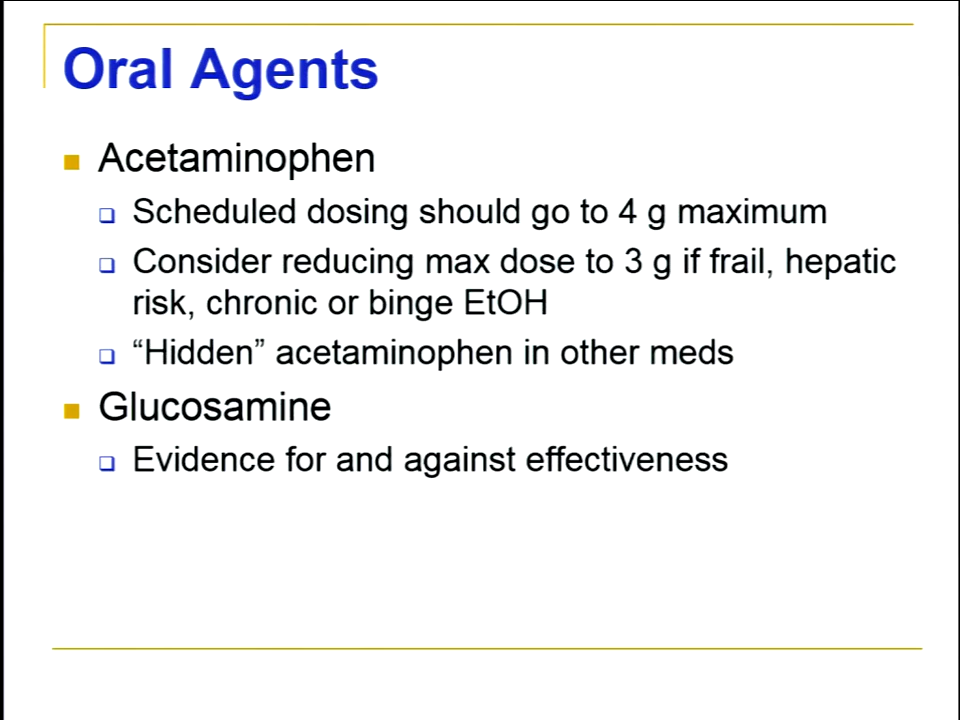 Oral Agents
Acetaminophen
Scheduled dosing should go to 4 g maximum
Consider reducing max dose to 3 g if frail, hepatic
risk, chronic or binge EtOH
“Hidden” acetaminophen in other meds
Glucosamine
Evidence for and against effectiveness